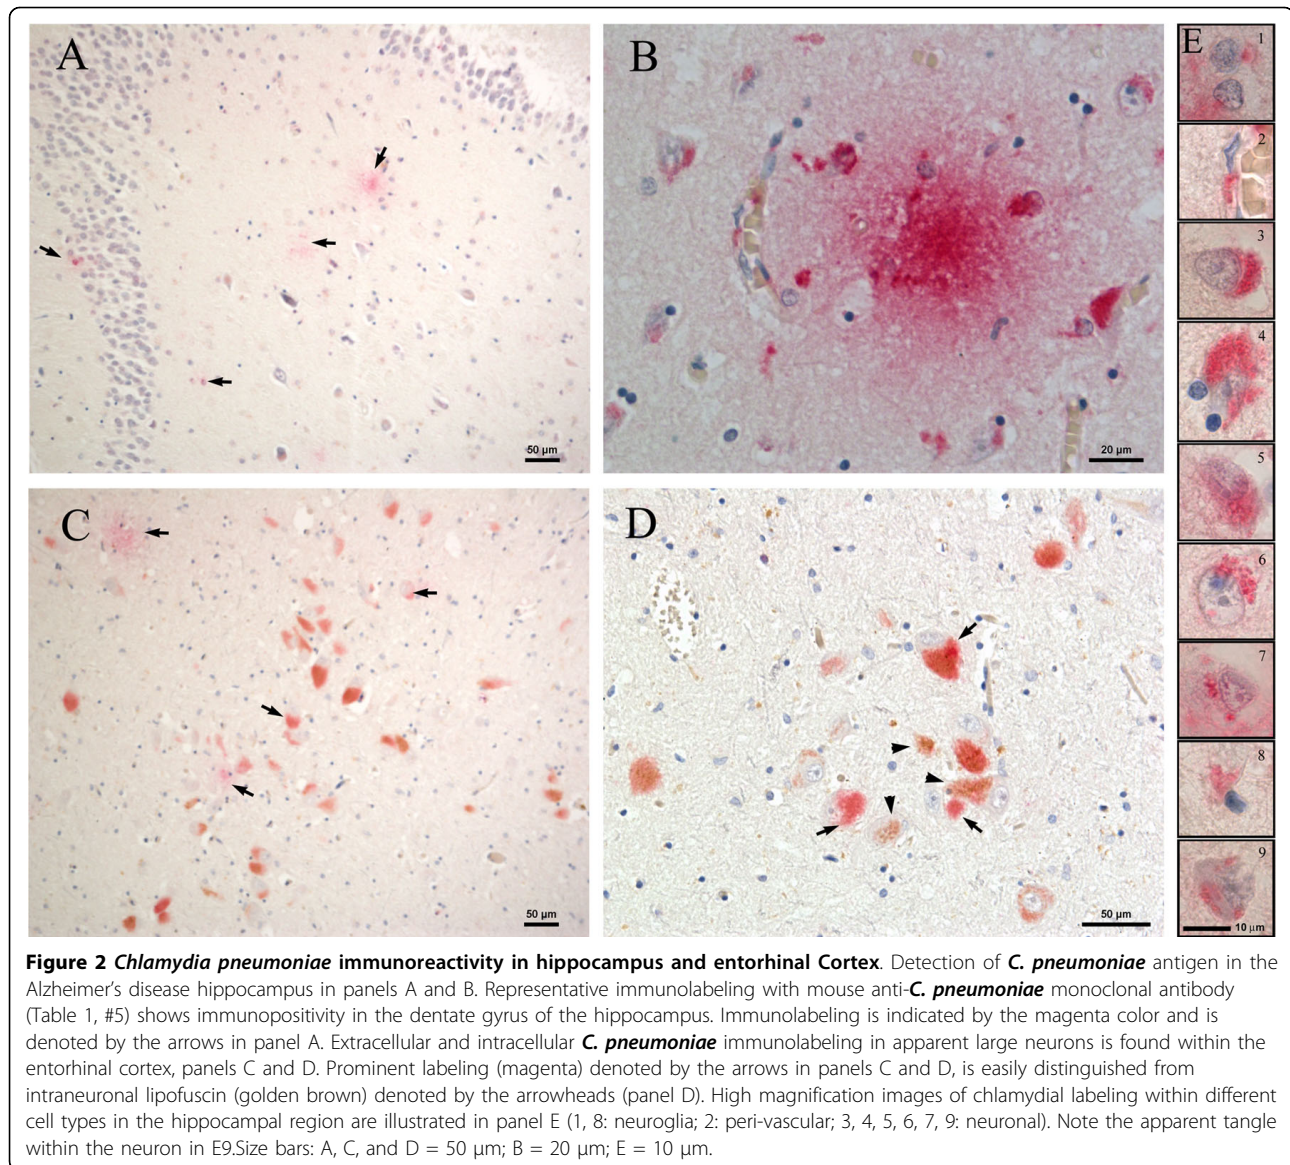 A
50 µm
B
20 µm
C
50 µm
D
50 µm
E
1
2
3
4
5
6
7
8
9
10 µm
Figure 2 Chlamydia pneumoniae immunoreactivity in hippocampus and entorhinal Cortex. Detection of C. pneumoniae antigen in the
Alzheimer's disease hippocampus in panels A and B. Representative immunolabeling with mouse anti-C. pneumoniae monoclonal antibody
(Table 1, #5) shows immunopositivity in the dentate gyrus of the hippocampus. Immunolabeling is indicated by the magenta color and is
denoted by the arrows in panel A. Extracellular and intracellular C. pneumoniae immunolabeling in apparent large neurons is found within the
entorhinal cortex, panels C and D. Prominent labeling (magenta) denoted by the arrows in panels C and D, is easily distinguished from
intraneuronal lipofuscin (golden brown) denoted by the arrowheads (panel D). High magnification images of chlamydial labeling within different
cell types in the hippocampal region are illustrated in panel E (1, 8: neuroglia; 2: peri-vascular; 3, 4, 5, 6, 7, 9: neuronal). Note the apparent tangle
within the neuron in E9.Size bars: A, C, and D = 50 µm; B = 20 µm; E = 10 µm.